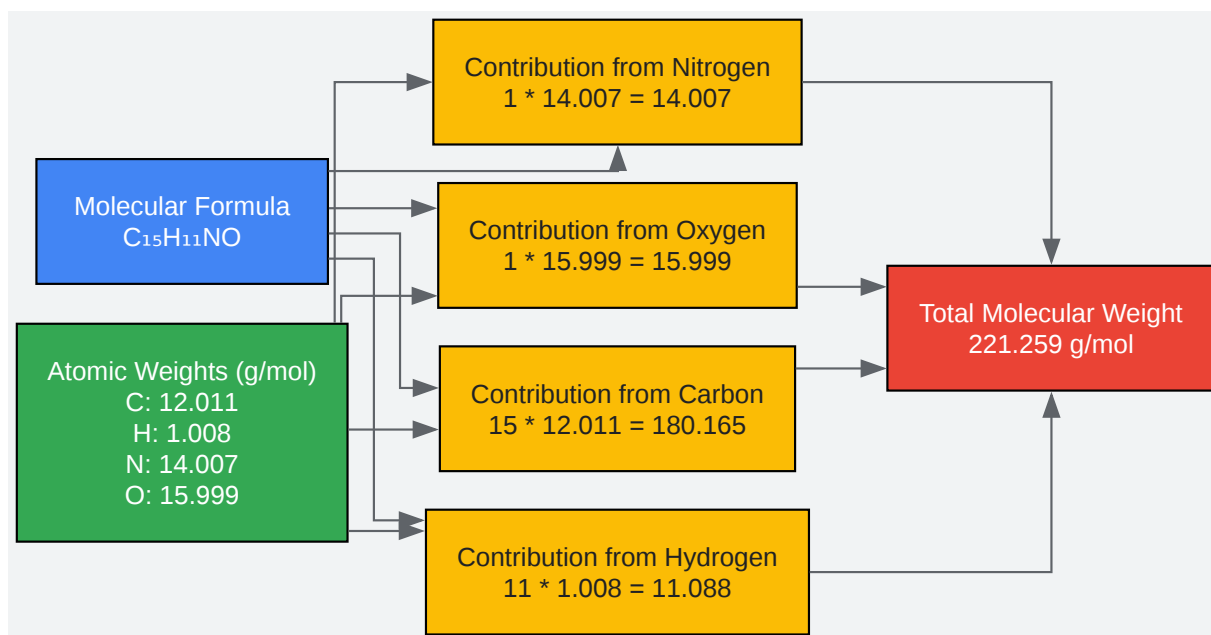 Contribution from Nitrogen
1 * 14.007 = 14.007
Molecular Formula
C₁₅H₁₁NO
Contribution from Oxygen
1 * 15.999 = 15.999
Total Molecular Weight
221.259 g/mol
Atomic Weights (g/mol)
C: 12.011
H: 1.008
N: 14.007
O: 15.999
Contribution from Carbon
15 * 12.011 = 180.165
Contribution from Hydrogen
11 * 1.008 = 11.088